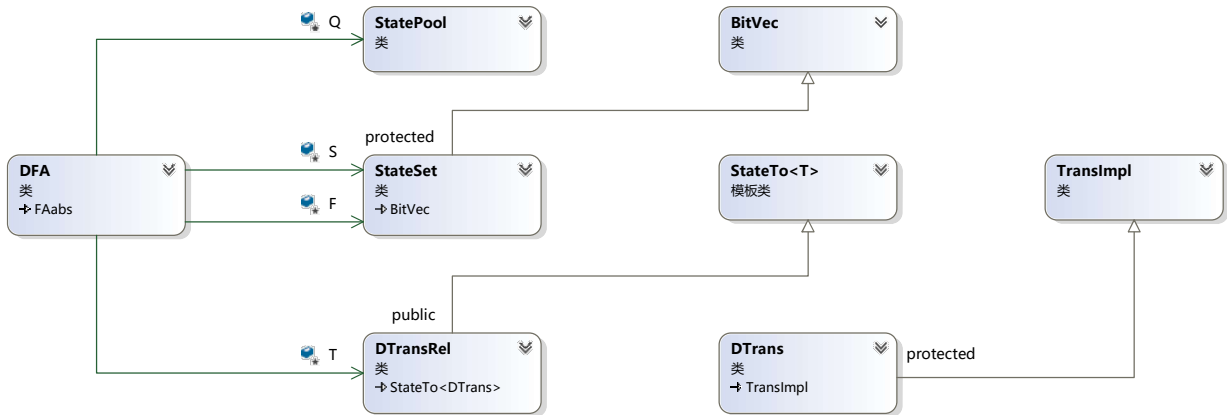 Q
StatePool
类
BitVec
类
protected
S
DFA
类
FAabs
StateSet
类
BitVec
F
StateTo<T>
模板类
TransImpl
类
public
T
DTransRel
类
StateTo<DTrans>
DTrans
类
TransImpl
protected